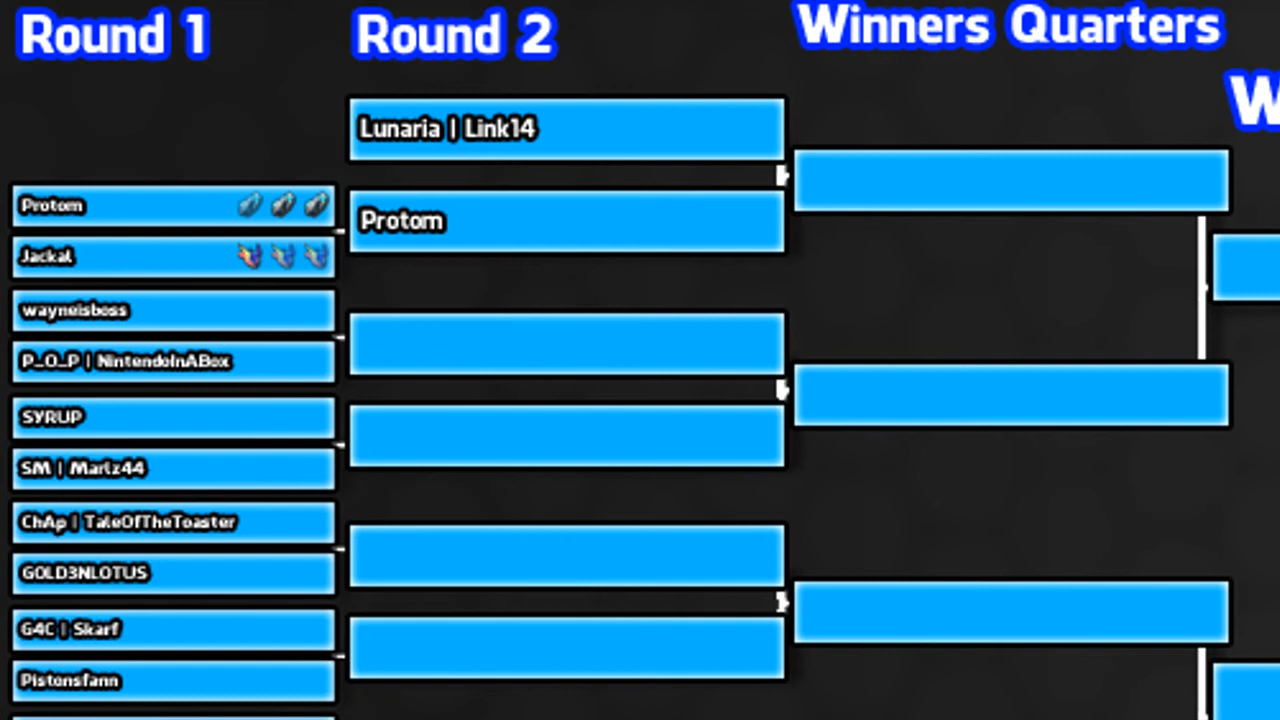 Round 1
Round 2
Winners Quarters
W
Lunaria | Link14
Protom
Protom
Jackal
wayneisboss
P_O_P | NintendoInABox
SYRUP
SM | Marlz44
ChAp | TaleOfTheToaster
GOLD3NLOTUS
G4C | Skarf
Pistonsfann